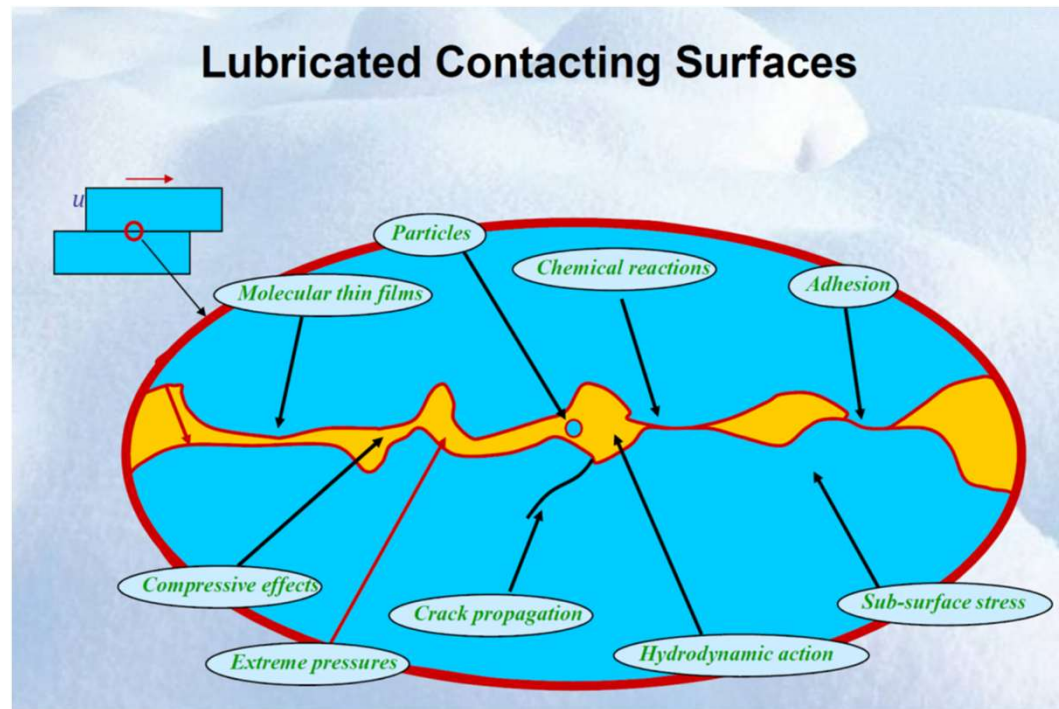 Lubricated Contacting Surfaces
u
Particles
Chemical reactions
Adhesion
Molecular thin films
Compressive effects
Crack propagation
Sub-surface stress
Extreme pressures
Hydrodynamic action